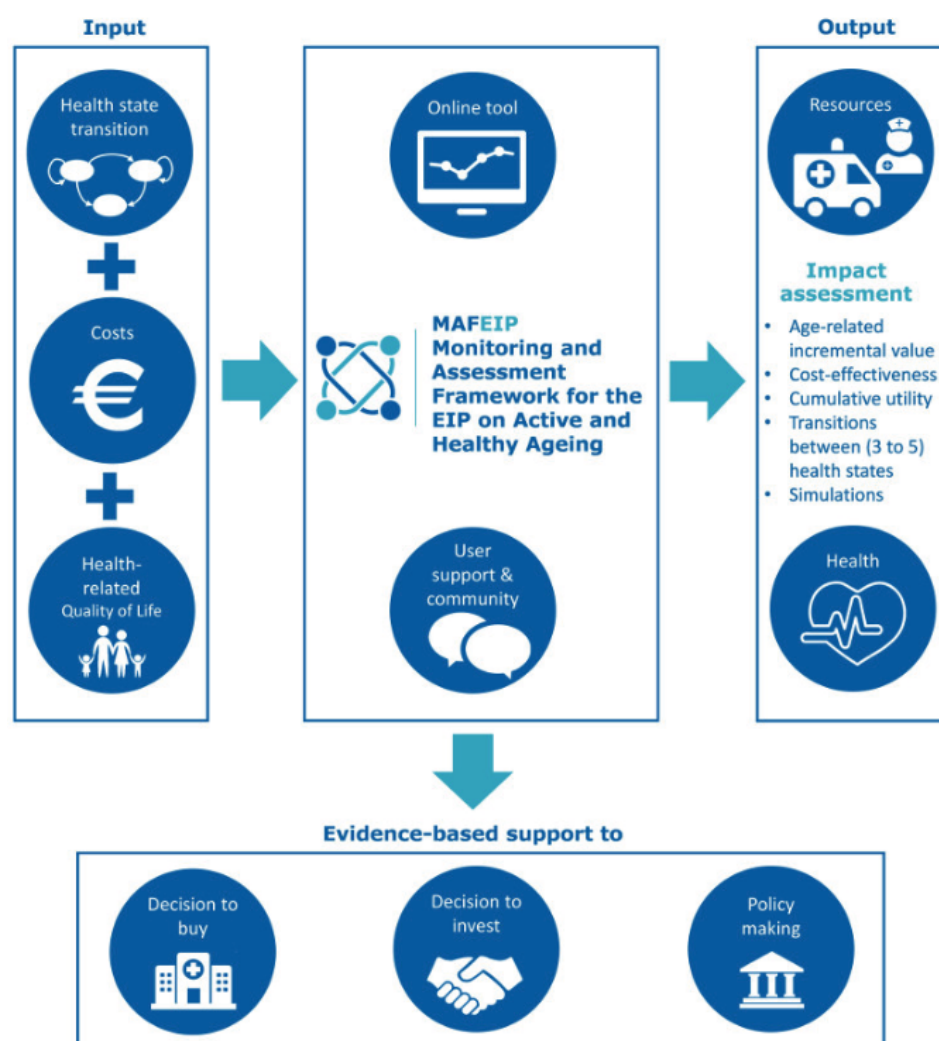 Input
Health state
transition
Costs
Health-
related
Quality of Life
Online tool
MAFEIP
Monitoring and
Assessment
Framework for the
EIP on Active and
Healthy Ageing
User
support &
community
Output
Resources
Impact
assessment
• Age-related
incremental value
• Cost-effectiveness
• Cumulative utility
• Transitions
between (3 to 5)
health states
• Simulations
Health
Evidence-based support to
Decision to
buy
Decision to
invest
Policy
making